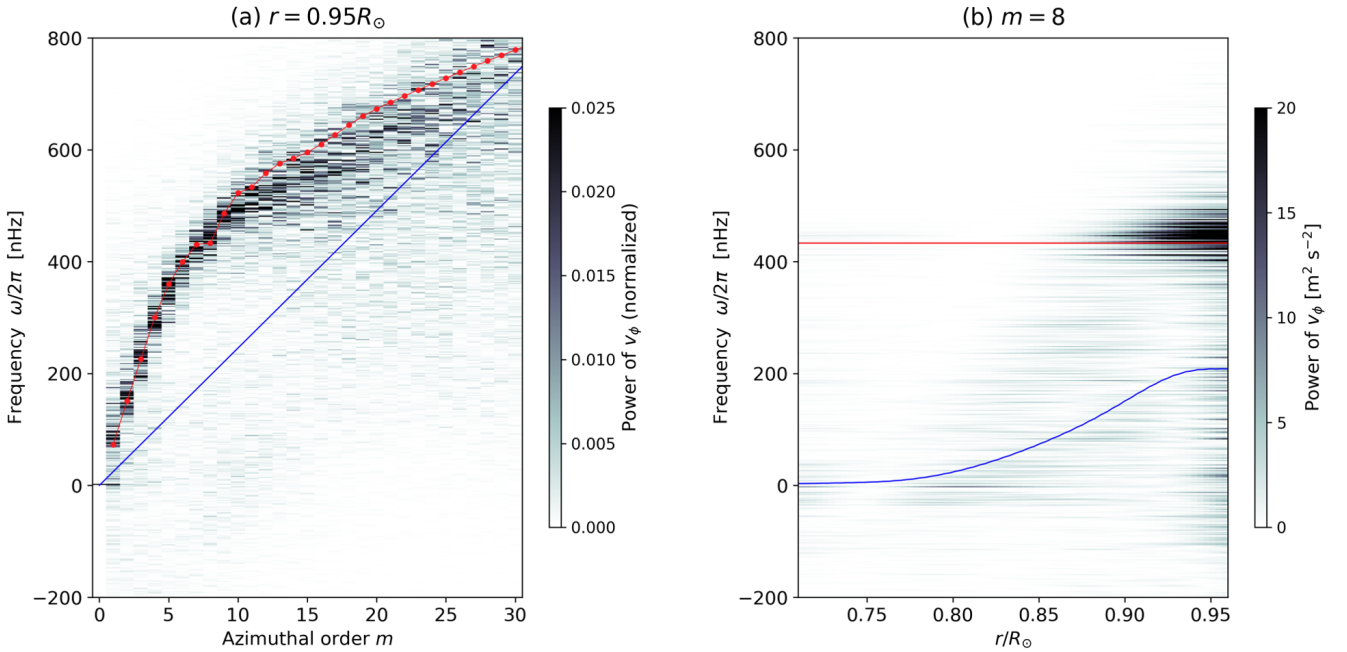 (a) r = 0.95R⊙
800
600
400
200
0
−200
Frequency ω/2π [nHz]
0 5 10 15 20 25 30
Azimuthal order m
0.025
0.020
0.015
0.010
0.005
0.000
Power of vϕ (normalized)
(b) m = 8
800
600
400
200
0
−200
Frequency ω/2π [nHz]
0.75 0.80 0.85 0.90 0.95
r/R⊙
20
15
10
5
0
Power of vϕ [m² s⁻²]